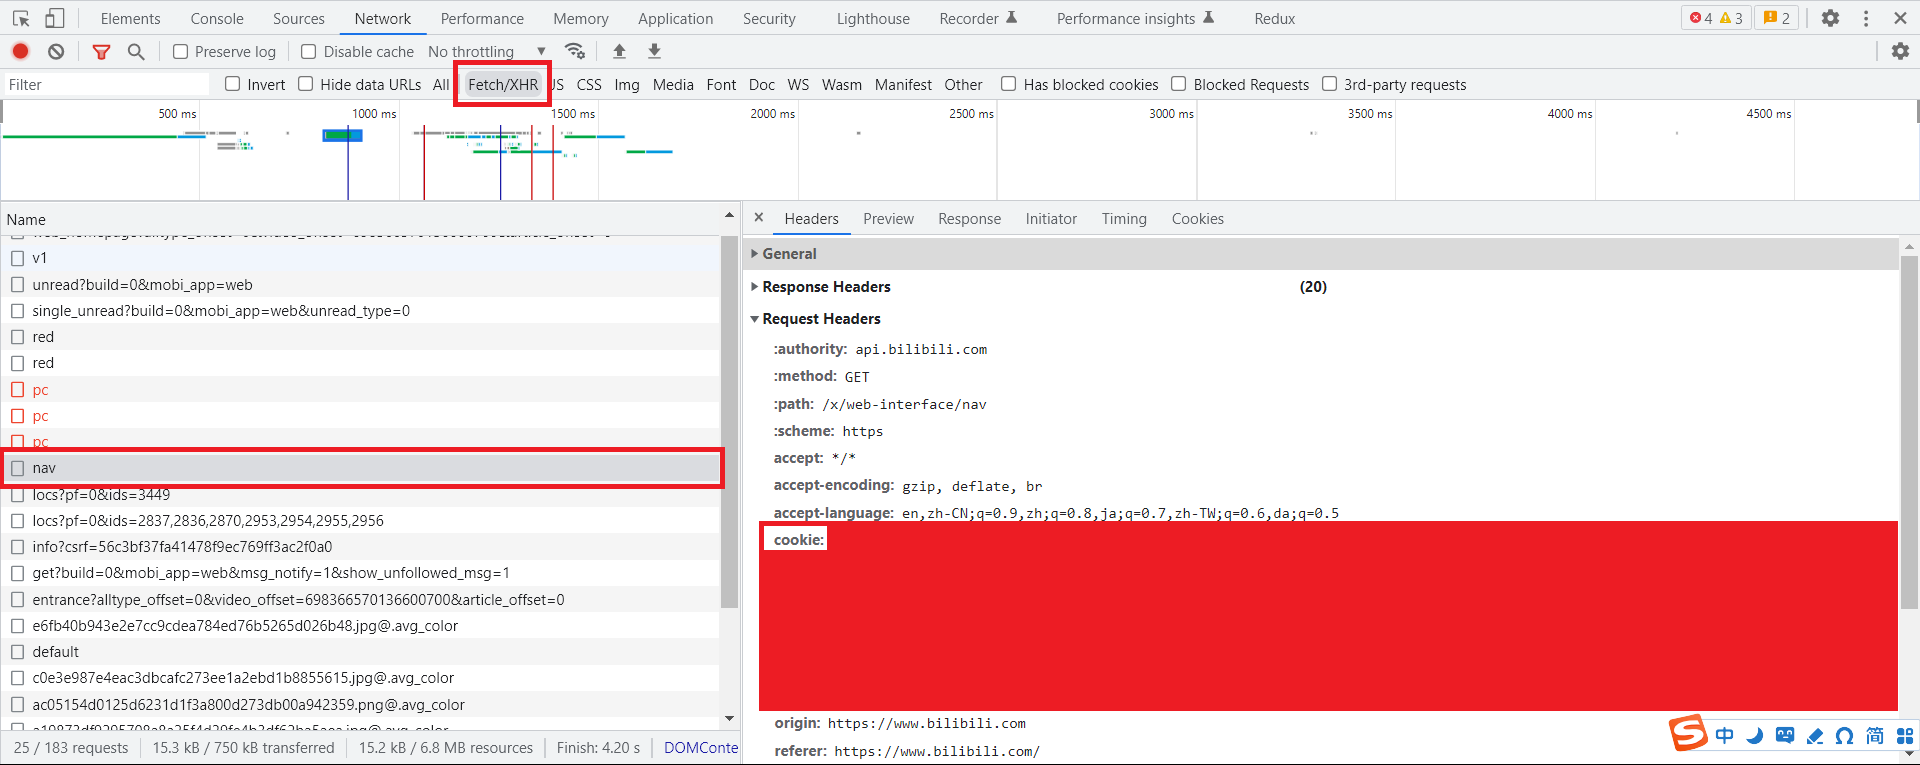 Elements Console Sources Network Performance Memory Application Security Lighthouse Recorder Performance insights Redux 4 3 2
Preserve log Disable cache No throttling
Filter Invert Hide data URLs All Fetch/XHR JS CSS Img Media Font Doc WS Wasm Manifest Other Has blocked cookies Blocked Requests 3rd-party requests
500 ms 1000 ms 1500 ms 2000 ms 2500 ms 3000 ms 3500 ms 4000 ms 4500 ms
Name
v1
unread?build=0&mobi_app=web
single_unread?build=0&mobi_app=web&unread_type=0
red
red
pc
pc
pc
nav
locs?pf=0&ids=3449
locs?pf=0&ids=2837,2836,2870,2953,2954,2955,2956
info?csrf=56c3bf37fa41478f9ec769ff3ac2f0a0
get?build=0&mobi_app=web&msg_notify=1&show_unfollowed_msg=1
entrance?alltype_offset=0&video_offset=698366570136600700&article_offset=0
e6fb40b943e2e7cc9cdea784ed76b5265d026b48.jpg@.avg_color
default
c0e3e987e4eac3dbcafc273ee1a2ebd1b8855615.jpg@.avg_color
ac05154d0125d6231d1f3a800d273db00a942359.png@.avg_color
25 / 183 requests 15.3 kB / 750 kB transferred 15.2 kB / 6.8 MB resources Finish: 4.20 s DOMConte
Headers Preview Response Initiator Timing Cookies
General
Response Headers (20)
Request Headers
:authority: api.bilibili.com
:method: GET
:path: /x/web-interface/nav
:scheme: https
accept: */*
accept-encoding: gzip, deflate, br
accept-language: en,zh-CN;q=0.9,zh;q=0.8,ja;q=0.7,zh-TW;q=0.6,da;q=0.5
cookie:
origin: https://www.bilibili.com
referer: https://www.bilibili.com/
中 简